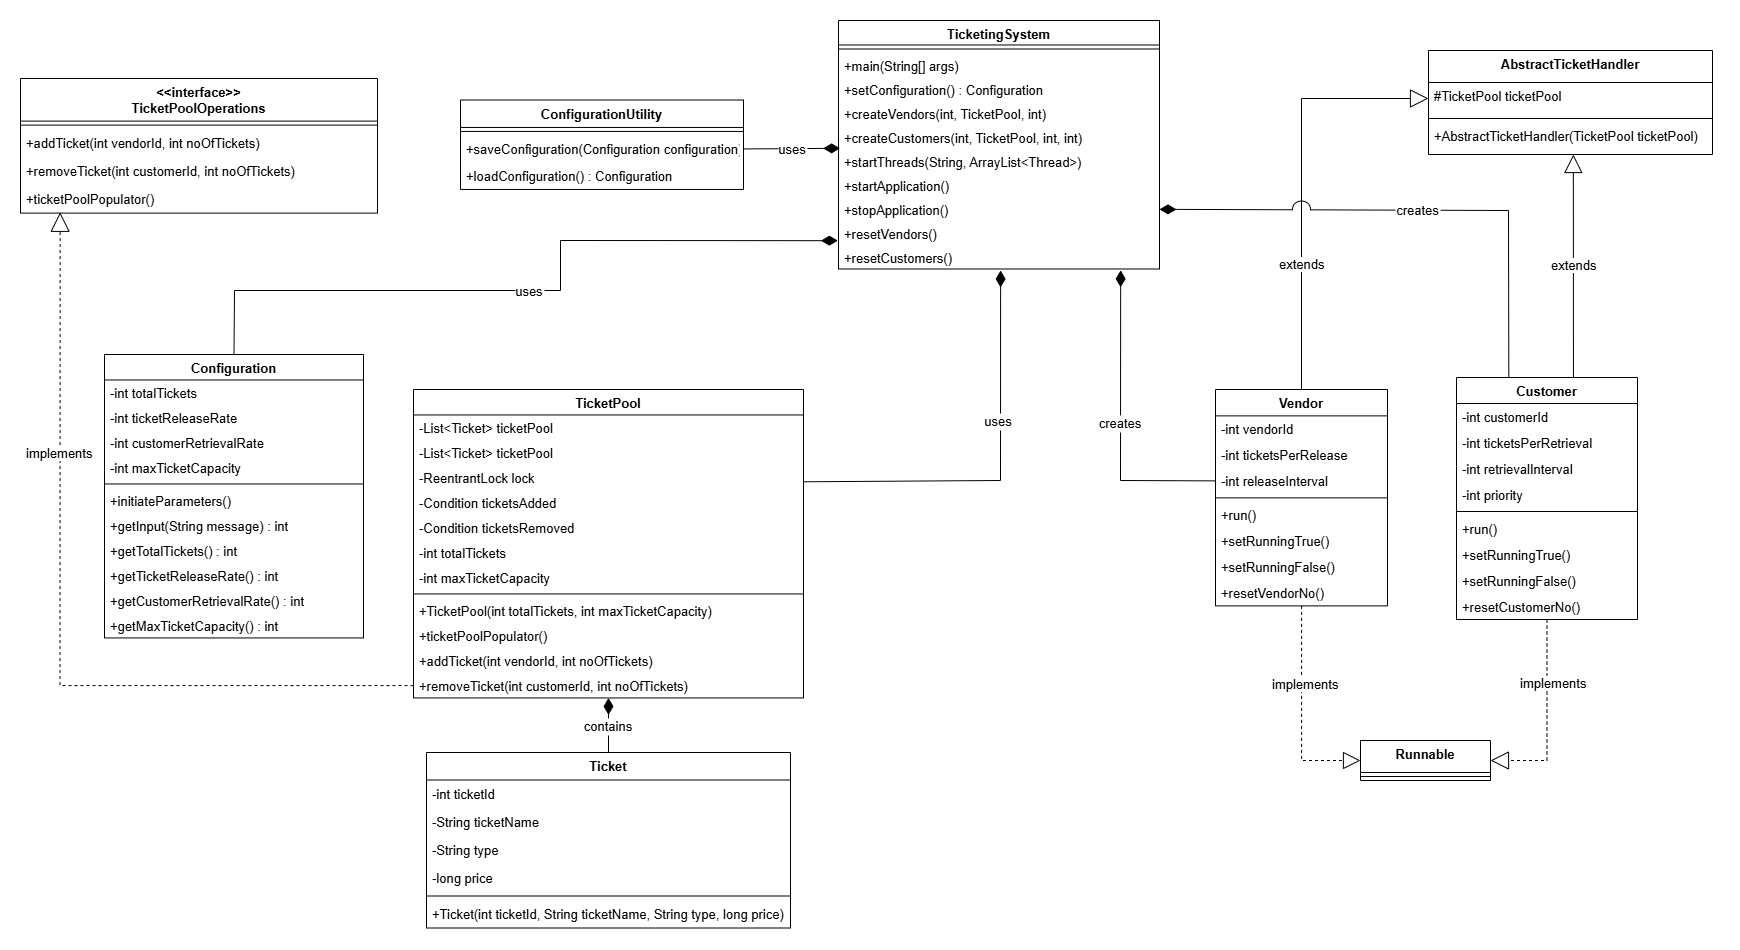 TicketingSystem
+main(String[] args)
+setConfiguration() : Configuration
+createVendors(int, TicketPool, int)
+createCustomers(int, TicketPool, int, int)
+startThreads(String, ArrayList<Thread>)
+startApplication()
+stopApplication()
+resetVendors()
+resetCustomers()
<<interface>>
TicketPoolOperations
+addTicket(int vendorId, int noOfTickets)
+removeTicket(int customerId, int noOfTickets)
+ticketPoolPopulator()
ConfigurationUtility
+saveConfiguration(Configuration configuration)
+loadConfiguration() : Configuration
uses
AbstractTicketHandler
#TicketPool ticketPool
+AbstractTicketHandler(TicketPool ticketPool)
creates
extends
extends
uses
implements
Configuration
-int totalTickets
-int ticketReleaseRate
-int customerRetrievalRate
-int maxTicketCapacity
+initiateParameters()
+getInput(String message) : int
+getTotalTickets() : int
+getTicketReleaseRate() : int
+getCustomerRetrievalRate() : int
+getMaxTicketCapacity() : int
TicketPool
-List<Ticket> ticketPool
-List<Ticket> ticketPool
-ReentrantLock lock
-Condition ticketsAdded
-Condition ticketsRemoved
-int totalTickets
-int maxTicketCapacity
+TicketPool(int totalTickets, int maxTicketCapacity)
+ticketPoolPopulator()
+addTicket(int vendorId, int noOfTickets)
+removeTicket(int customerId, int noOfTickets)
uses
creates
Vendor
-int vendorId
-int ticketsPerRelease
-int releaseInterval
+run()
+setRunningTrue()
+setRunningFalse()
+resetVendorNo()
Customer
-int customerId
-int ticketsPerRetrieval
-int retrievalInterval
-int priority
+run()
+setRunningTrue()
+setRunningFalse()
+resetCustomerNo()
implements
implements
Runnable
contains
Ticket
-int ticketId
-String ticketName
-String type
-long price
+Ticket(int ticketId, String ticketName, String type, long price)